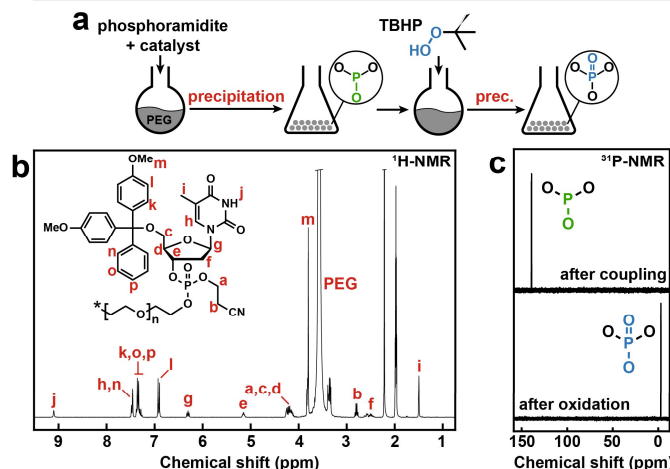 a
phosphoramidite
+ catalyst
PEG
precipitation
O P O
O
TBHP
O
HO
prec.
O
O P O
O
b
¹H-NMR
OMe m
l
k
MeO
n
o
p
i
O
j
NH
h
N O
O c
d e O g
f
O
O P O a
O
b CN
*[ O ]n O
m
PEG
k,o,p
l
h,n
j
g
e
a,c,d
b
f
i
9 8 7 6 5 4 3 2 1
Chemical shift (ppm)
c
³¹P-NMR
O P O
O
after coupling
O
O P O
O
after oxidation
150 100 50 0
Chemical shift (ppm)